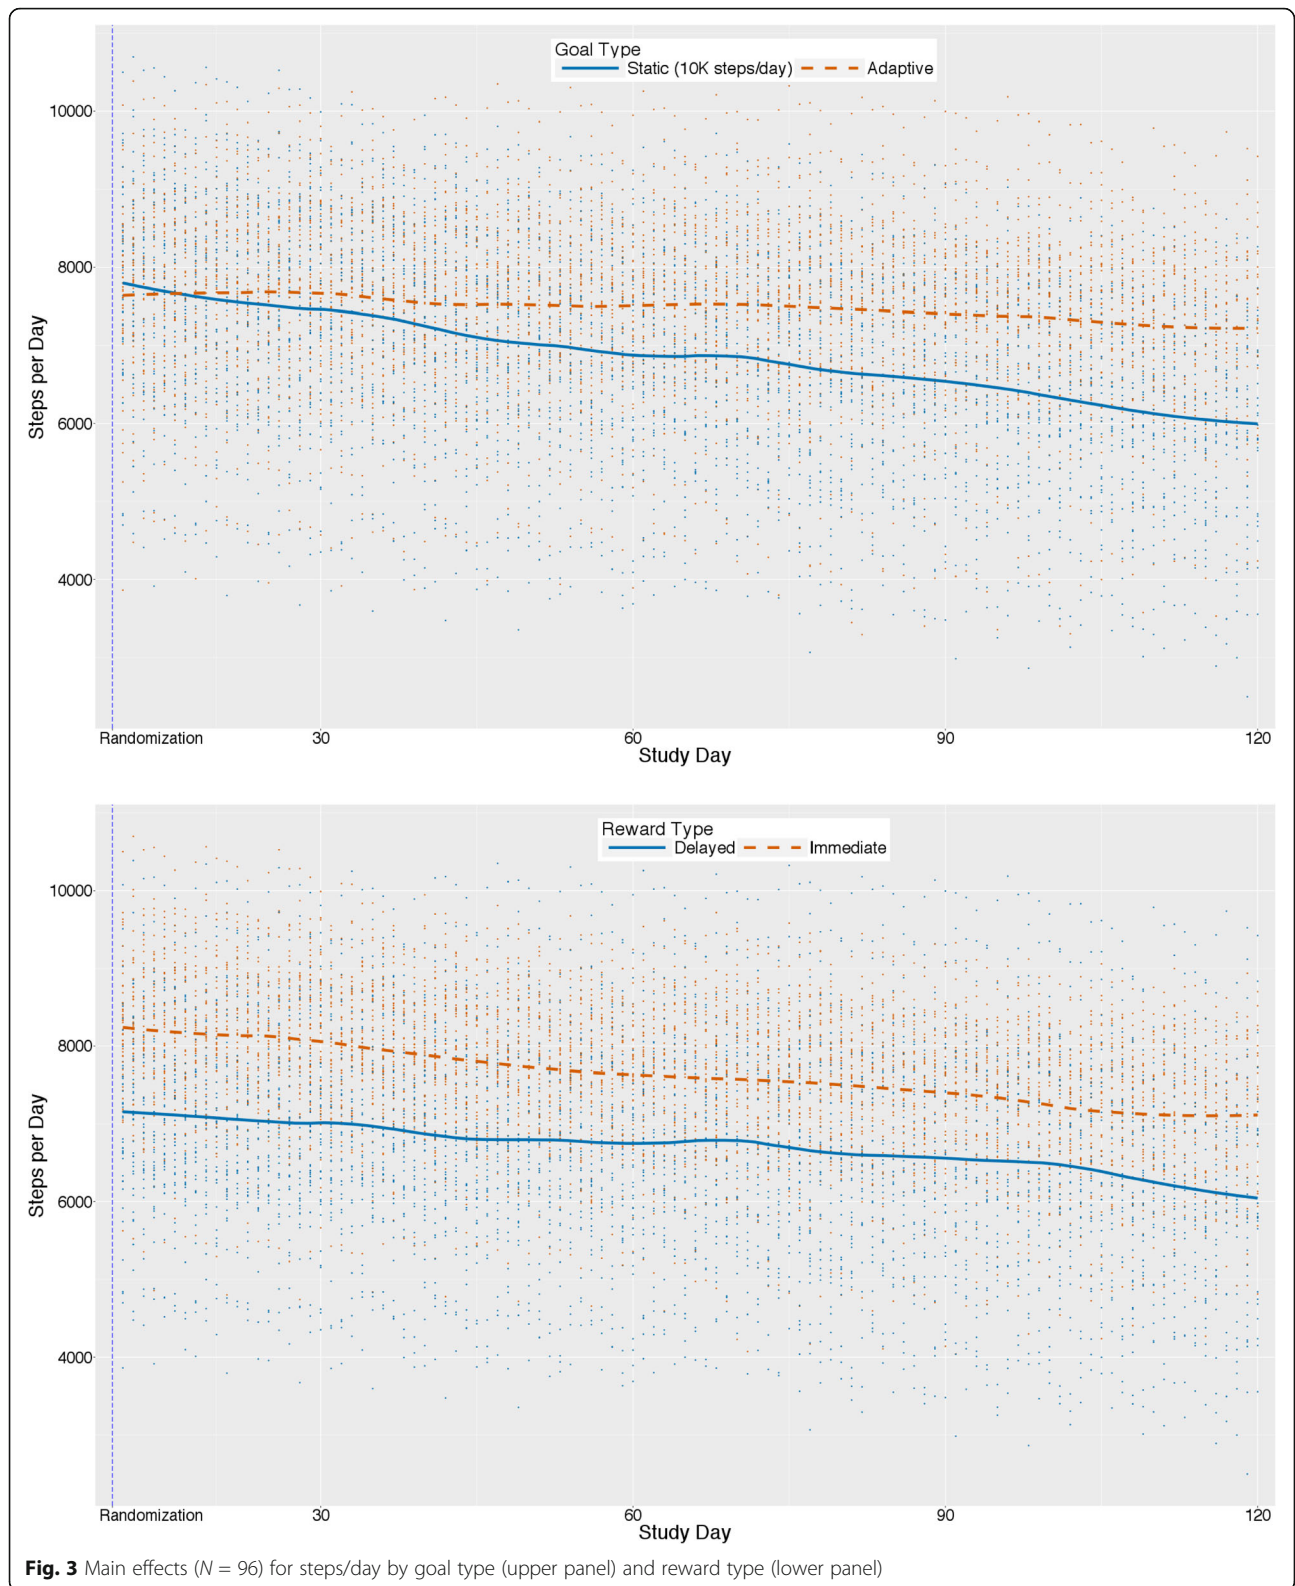 Goal Type
Static (10K steps/day) Adaptive
10000
8000
6000
4000
Steps per Day
Randomization 30 60 90 120
Study Day
Reward Type
Delayed Immediate
10000
8000
6000
4000
Steps per Day
Randomization 30 60 90 120
Study Day
Fig. 3 Main effects (N = 96) for steps/day by goal type (upper panel) and reward type (lower panel)